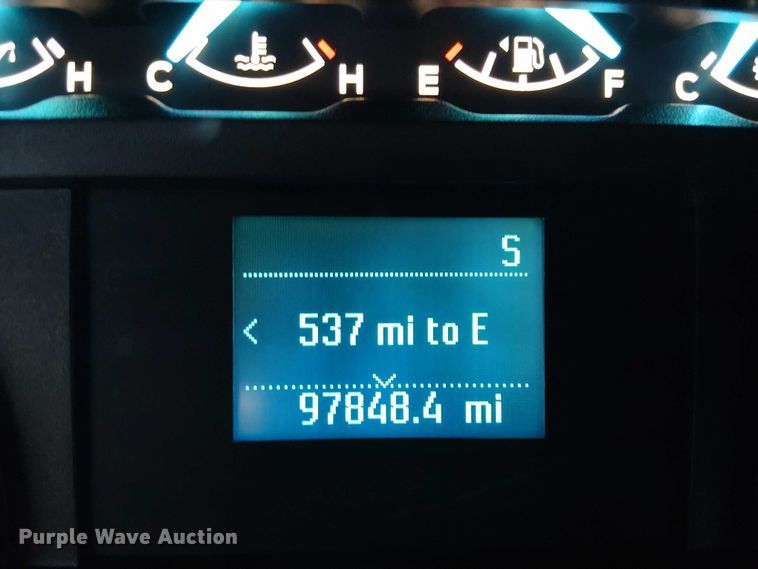 H C E H E F C
S
< 537 mi to E
97848.4 mi
Purple Wave Auction